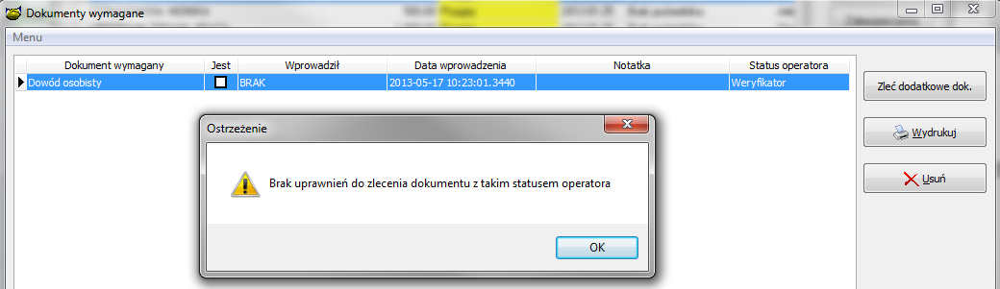 Dokumenty wymagane
Menu
Dokument wymagany Jest Wprowadził Data wprowadzenia Notatka Status operatora
Dowód osobisty BRAK 2013-05-17 10:23:01.3440 Weryfikator
Zleć dodatkowe dok.
Wydrukuj
Usuń
Ostrzeżenie
Brak uprawnień do zlecenia dokumentu z takim statusem operatora
OK